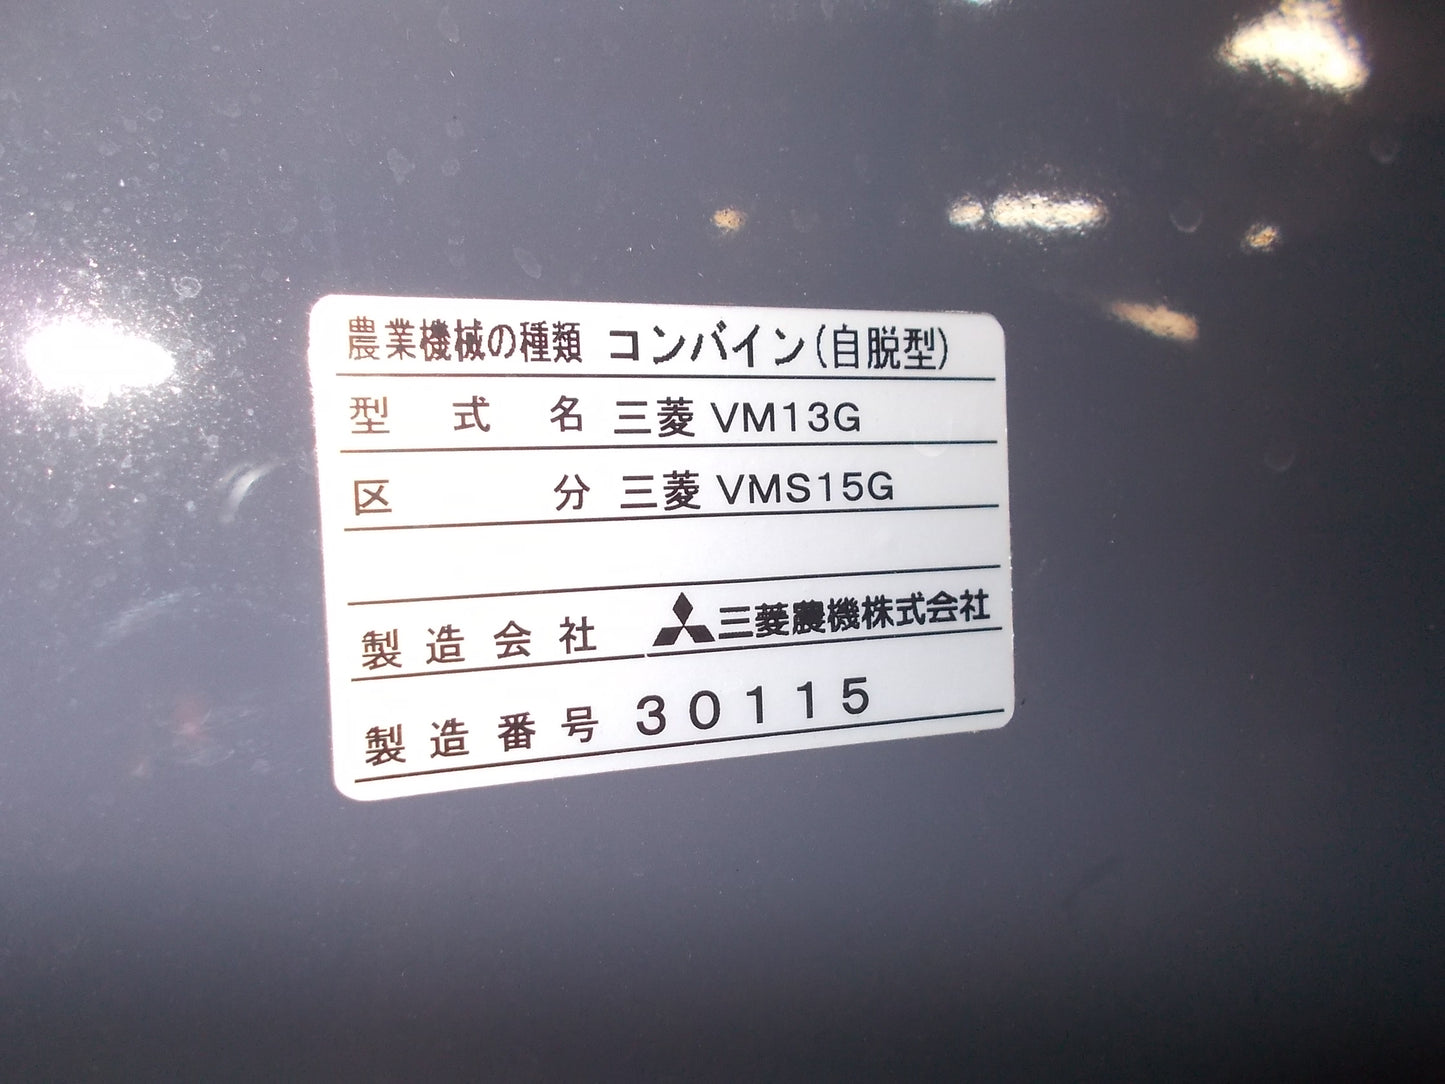 農業機械の種類 コンバイン(自脱型)
型式名 三菱 VM13G
区分 三菱 VMS15G
製造会社 三菱農機株式会社
製造番号 30115